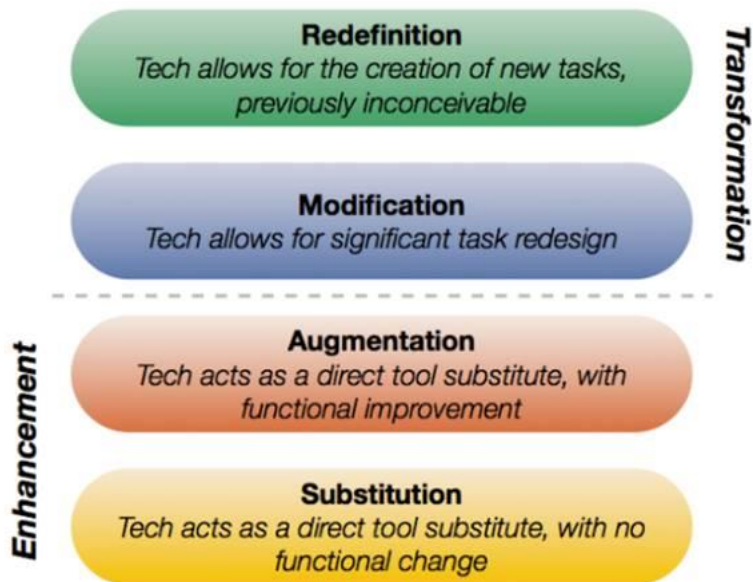 Redefinition
Tech allows for the creation of new tasks,
previously inconceivable
Transformation
Modification
Tech allows for significant task redesign
Augmentation
Tech acts as a direct tool substitute, with
functional improvement
Enhancement
Substitution
Tech acts as a direct tool substitute, with no
functional change